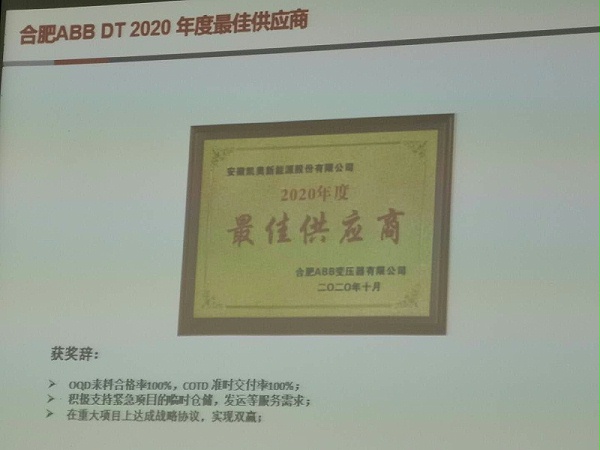 合肥ABB DT 2020 年度最佳供应商
安徽凯美新能源股份有限公司
2020年度
最佳供应商
合肥ABB变压器有限公司
二〇二〇年十月
获奖辞：
➢ OQD来料合格率100%，COTD 准时交付率100%；
➢ 积极支持紧急项目的临时仓储，发运等服务需求；
➢ 在重大项目上达成战略协议，实现双赢；